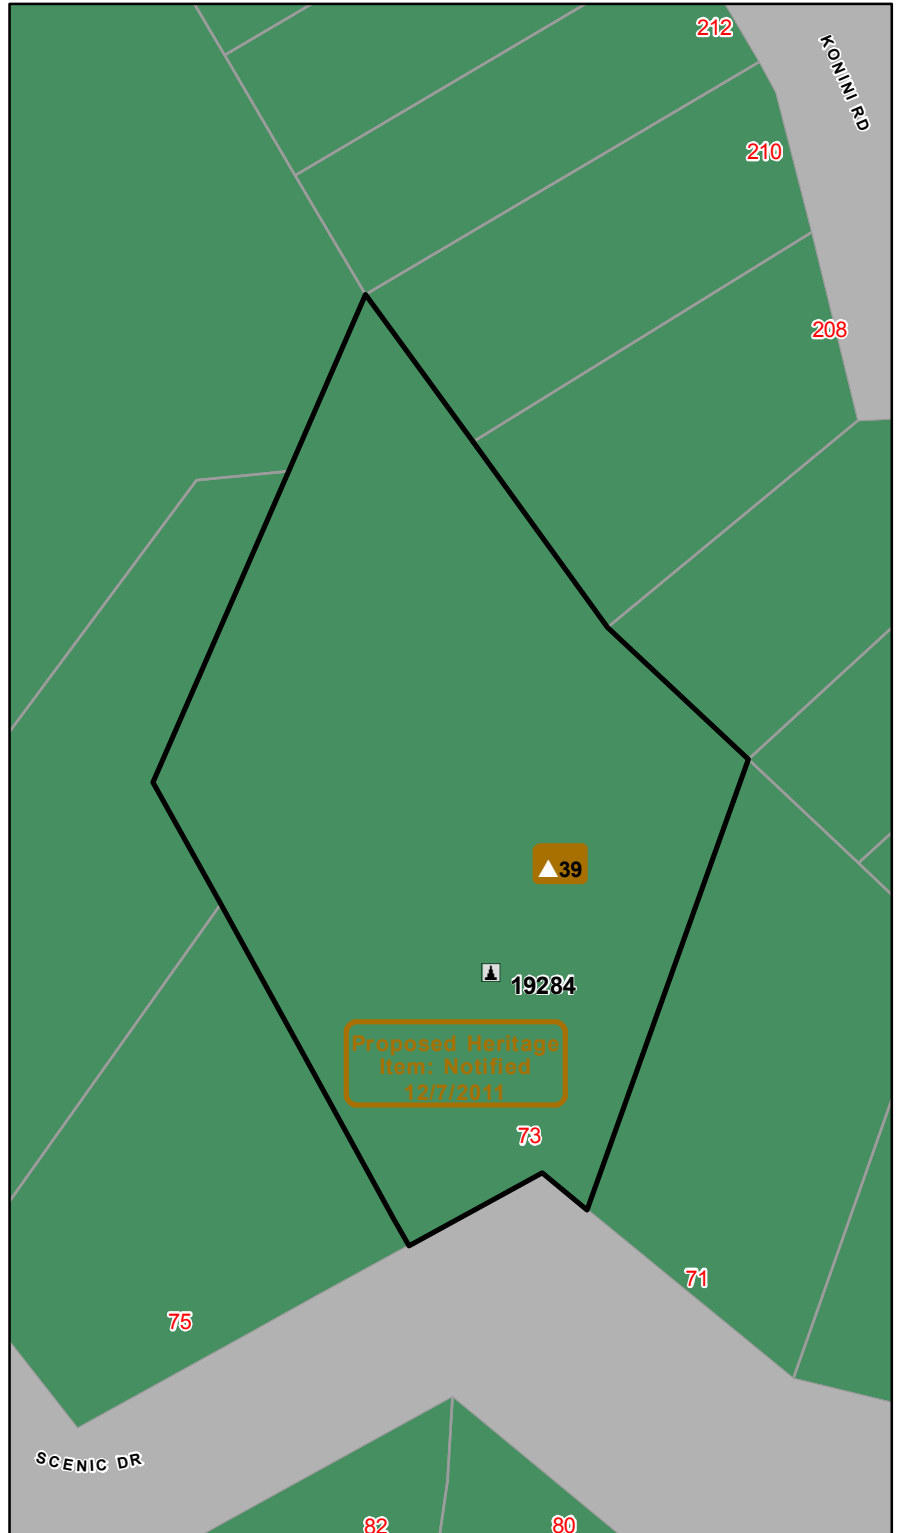 212
KONINI RD
210
208
39
19284
Proposed Heritage
Item: Notified
12/7/2011
73
71
75
SCENIC DR
82
80